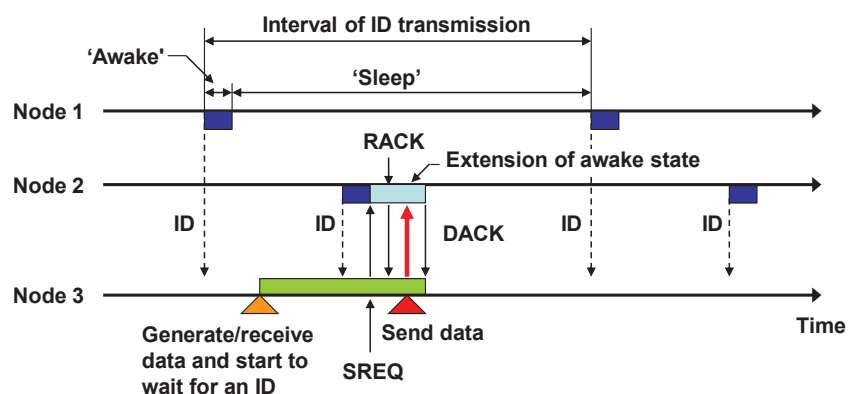 Interval of ID transmission
‘Awake'
‘Sleep’
Node 1
RACK
Extension of awake state
Node 2
ID
ID
DACK
ID
ID
Node 3
Time
Generate/receive
data and start to
wait for an ID
Send data
SREQ